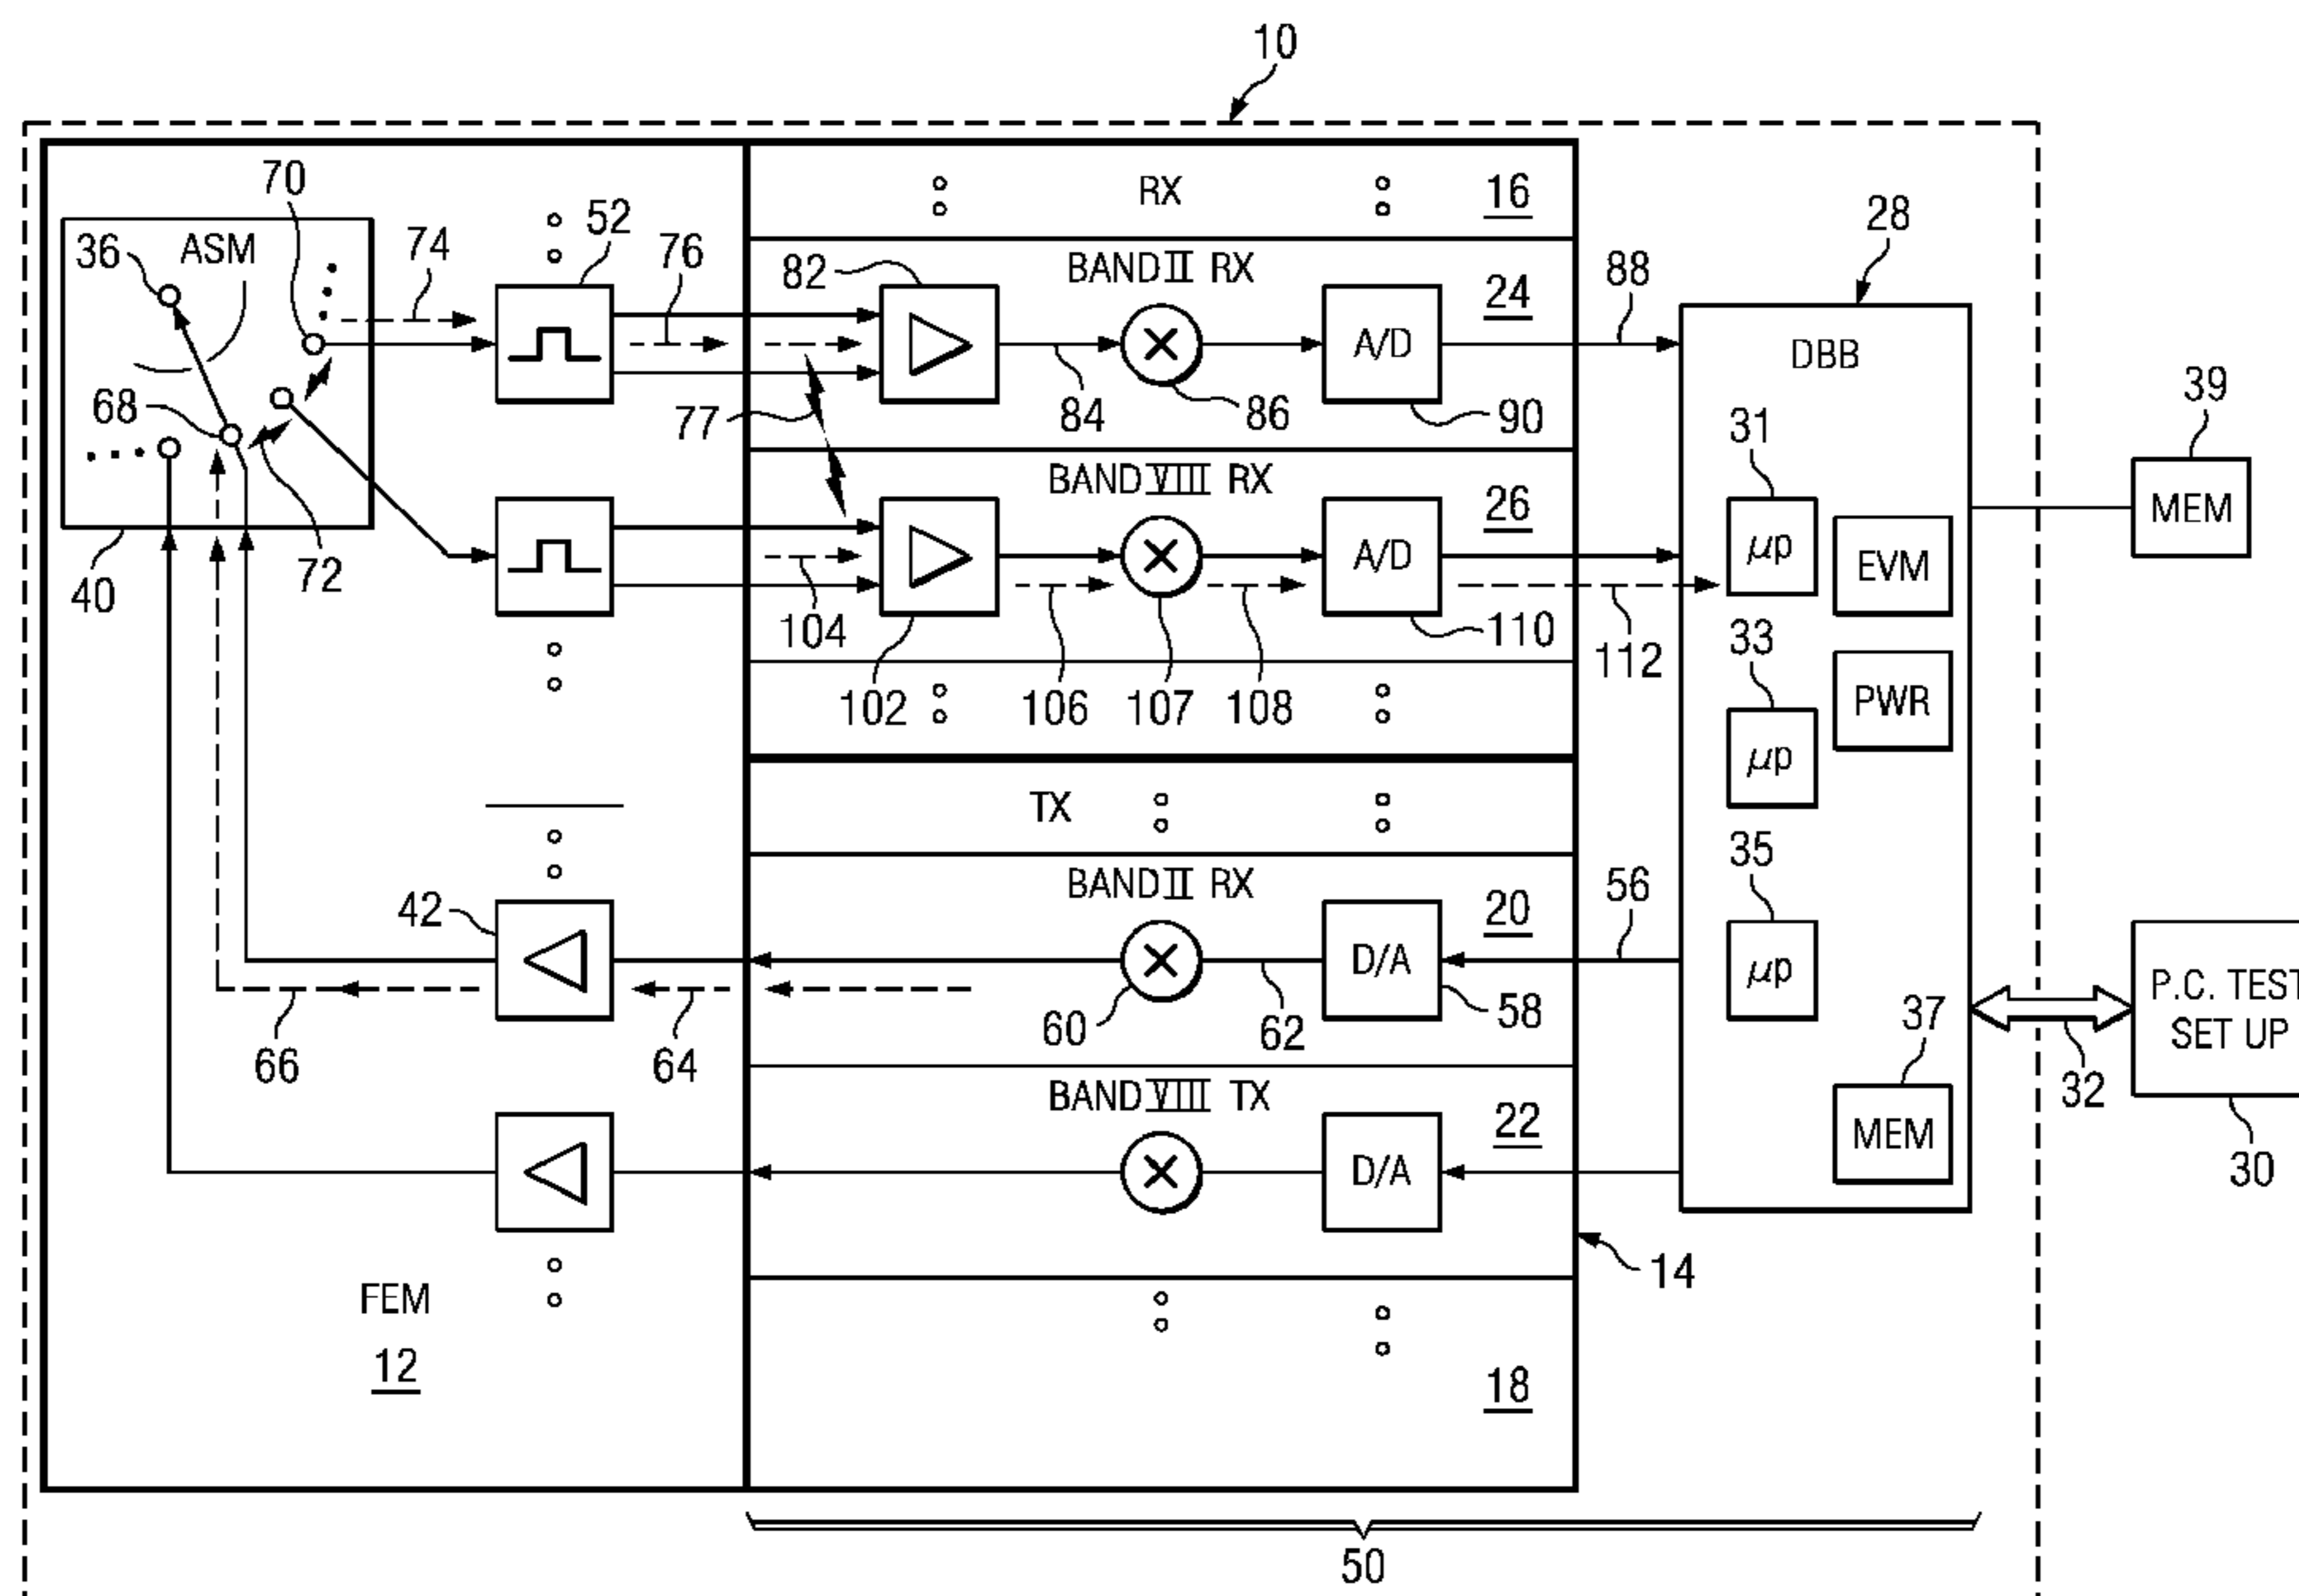 10
70
RX
16
28
36
ASM
74
52
76
82
BAND II RX
24
88
DBB
A/D
39
68
77
84
86
90
31
MEM
BAND VIII RX
26
μp
EVM
A/D
40
72
104
110
112
33
PWR
102
106
107
108
μp
TX
35
BAND II RX
20
56
42
D/A
μp
P.C. TEST
SET UP
66
64
60
62
58
37
32
BAND VIII TX
22
MEM
30
D/A
14
FEM
12
18
50